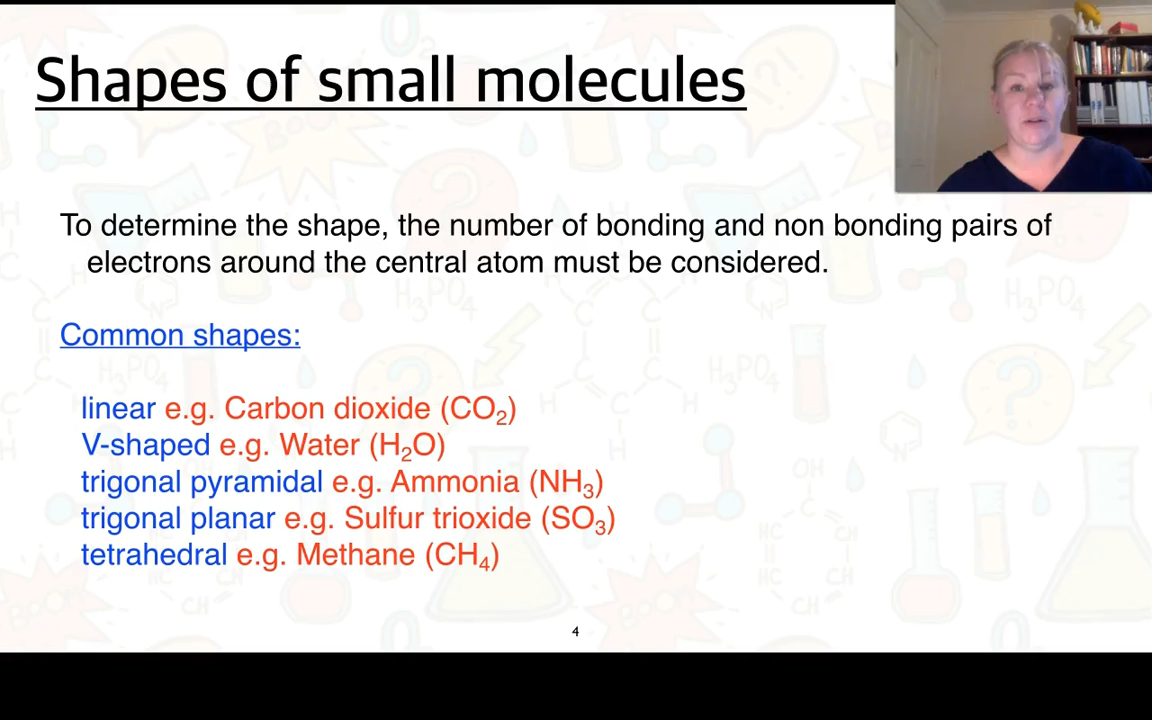 Shapes of small molecules
To determine the shape, the number of bonding and non bonding pairs of
electrons around the central atom must be considered.
Common shapes:
linear e.g. Carbon dioxide (CO₂)
V-shaped e.g. Water (H₂O)
trigonal pyramidal e.g. Ammonia (NH₃)
trigonal planar e.g. Sulfur trioxide (SO₃)
tetrahedral e.g. Methane (CH₄)
4